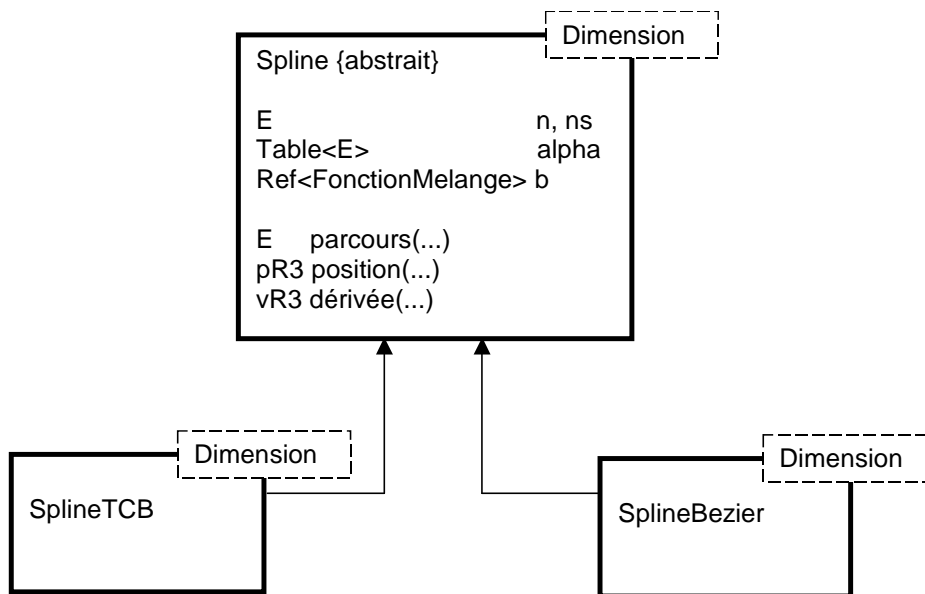 Dimension
Spline {abstrait}
E n, ns
Table<E> alpha
Ref<FonctionMelange> b
E parcours(...)
pR3 position(...)
vR3 dérivée(...)
Dimension
SplineTCB
Dimension
SplineBezier